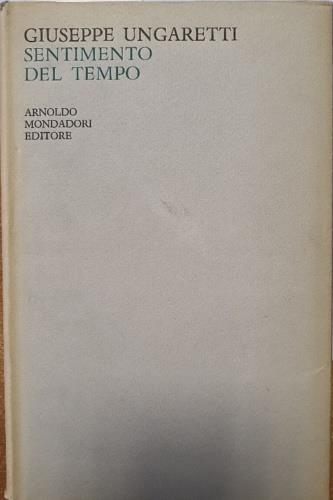 GIUSEPPE UNGARETTI
SENTIMENTO
DEL TEMPO
ARNOLDO
MONDADORI
EDITORE